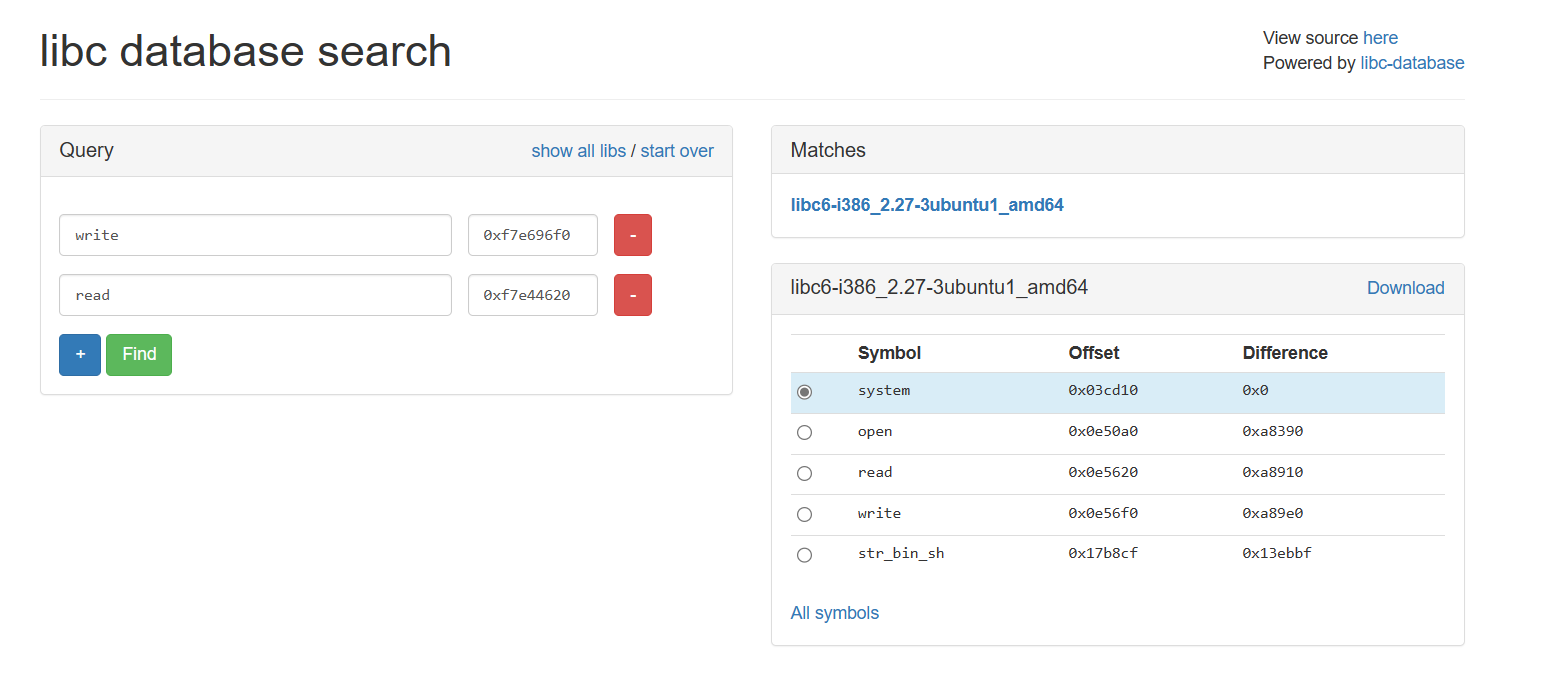 libc database search
View source here
Powered by libc-database
Query
show all libs / start over
write
0xf7e696f0
-
read
0xf7e44620
-
+
Find
Matches
libc6-i386_2.27-3ubuntu1_amd64
libc6-i386_2.27-3ubuntu1_amd64
Download
Symbol Offset Difference
system 0x03cd10 0x0
open 0x0e50a0 0xa8390
read 0x0e5620 0xa8910
write 0x0e56f0 0xa89e0
str_bin_sh 0x17b8cf 0x13ebbf
All symbols